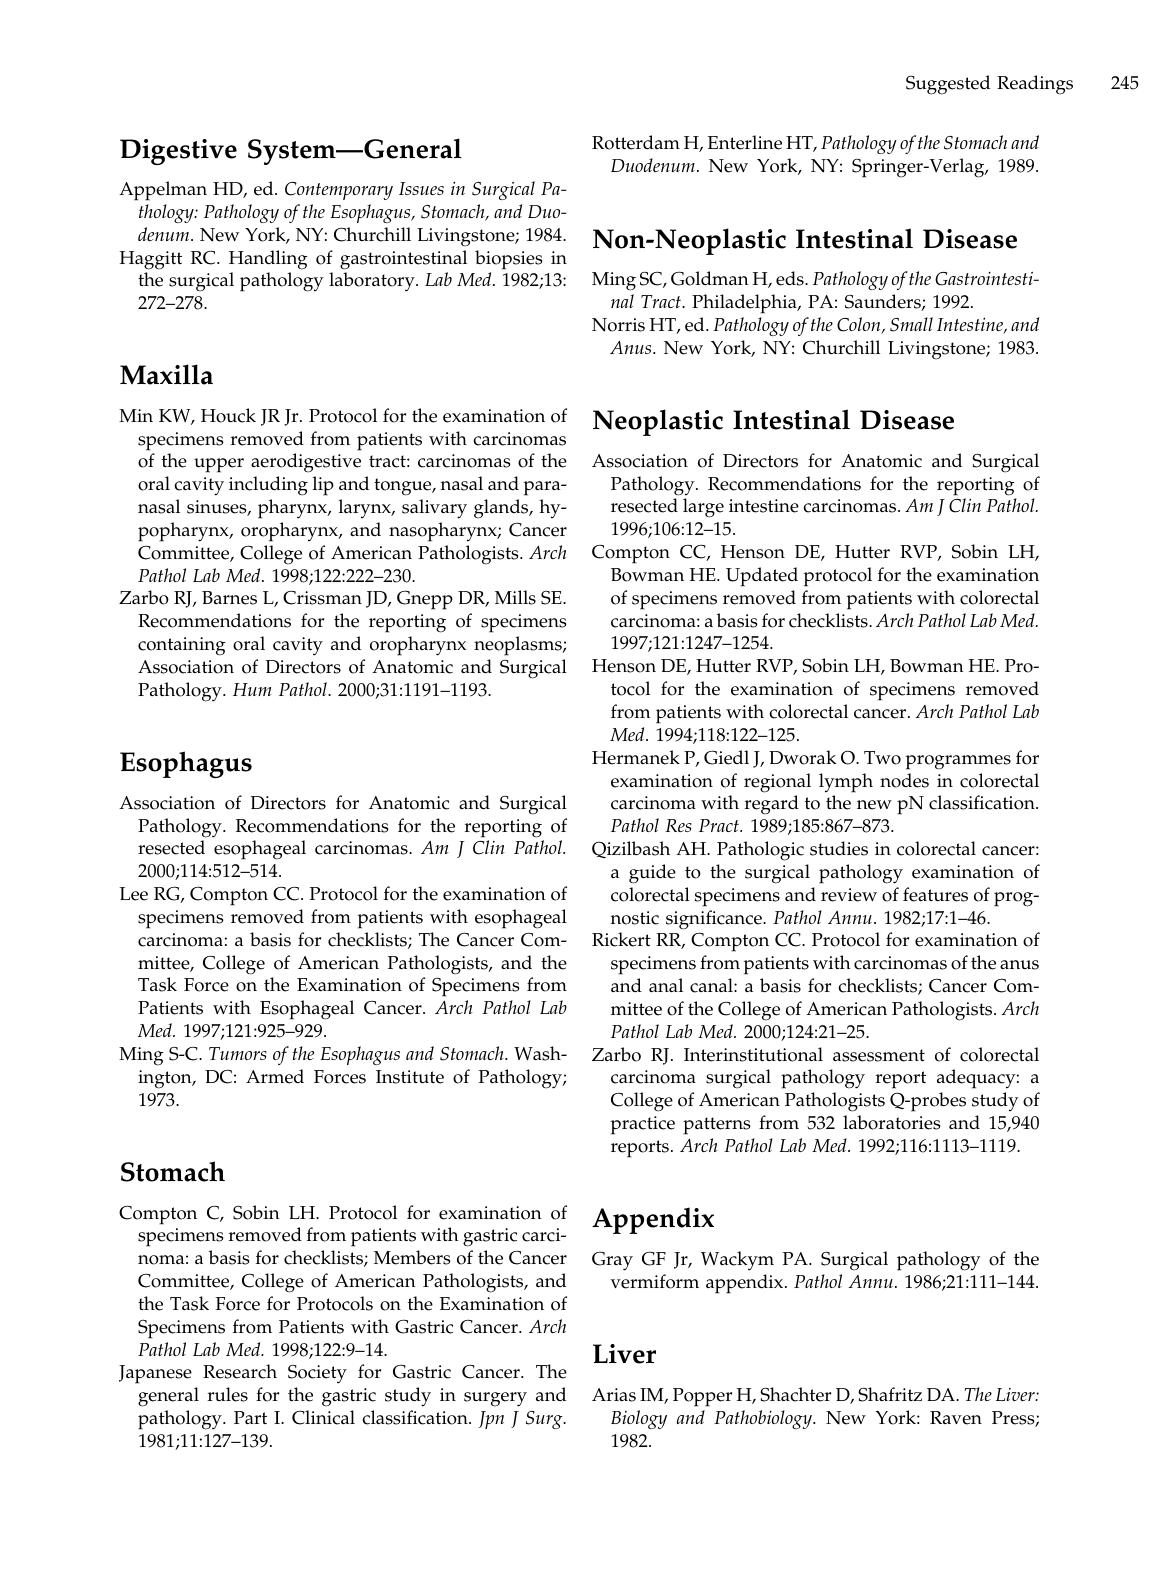 Suggested Readings 245
Digestive System—General
Appelman HD, ed. Contemporary Issues in Surgical Pa-
thology: Pathology of the Esophagus, Stomach, and Duo-
denum. New York, NY: Churchill Livingstone; 1984.
Haggitt RC. Handling of gastrointestinal biopsies in
the surgical pathology laboratory. Lab Med. 1982;13:
272–278.
Maxilla
Min KW, Houck JR Jr. Protocol for the examination of
specimens removed from patients with carcinomas
of the upper aerodigestive tract: carcinomas of the
oral cavity including lip and tongue, nasal and para-
nasal sinuses, pharynx, larynx, salivary glands, hy-
popharynx, oropharynx, and nasopharynx; Cancer
Committee, College of American Pathologists. Arch
Pathol Lab Med. 1998;122:222–230.
Zarbo RJ, Barnes L, Crissman JD, Gnepp DR, Mills SE.
Recommendations for the reporting of specimens
containing oral cavity and oropharynx neoplasms;
Association of Directors of Anatomic and Surgical
Pathology. Hum Pathol. 2000;31:1191–1193.
Esophagus
Association of Directors for Anatomic and Surgical
Pathology. Recommendations for the reporting of
resected esophageal carcinomas. Am J Clin Pathol.
2000;114:512–514.
Lee RG, Compton CC. Protocol for the examination of
specimens removed from patients with esophageal
carcinoma: a basis for checklists; The Cancer Com-
mittee, College of American Pathologists, and the
Task Force on the Examination of Specimens from
Patients with Esophageal Cancer. Arch Pathol Lab
Med. 1997;121:925–929.
Ming S-C. Tumors of the Esophagus and Stomach. Wash-
ington, DC: Armed Forces Institute of Pathology;
1973.
Stomach
Compton C, Sobin LH. Protocol for examination of
specimens removed from patients with gastric carci-
noma: a basis for checklists; Members of the Cancer
Committee, College of American Pathologists, and
the Task Force for Protocols on the Examination of
Specimens from Patients with Gastric Cancer. Arch
Pathol Lab Med. 1998;122:9–14.
Japanese Research Society for Gastric Cancer. The
general rules for the gastric study in surgery and
pathology. Part I. Clinical classification. Jpn J Surg.
1981;11:127–139.
Rotterdam H, Enterline HT, Pathology of the Stomach and
Duodenum. New York, NY: Springer-Verlag, 1989.
Non-Neoplastic Intestinal Disease
Ming SC, Goldman H, eds. Pathology of the Gastrointesti-
nal Tract. Philadelphia, PA: Saunders; 1992.
Norris HT, ed. Pathology of the Colon, Small Intestine, and
Anus. New York, NY: Churchill Livingstone; 1983.
Neoplastic Intestinal Disease
Association of Directors for Anatomic and Surgical
Pathology. Recommendations for the reporting of
resected large intestine carcinomas. Am J Clin Pathol.
1996;106:12–15.
Compton CC, Henson DE, Hutter RVP, Sobin LH,
Bowman HE. Updated protocol for the examination
of specimens removed from patients with colorectal
carcinoma: a basis for checklists. Arch Pathol Lab Med.
1997;121:1247–1254.
Henson DE, Hutter RVP, Sobin LH, Bowman HE. Pro-
tocol for the examination of specimens removed
from patients with colorectal cancer. Arch Pathol Lab
Med. 1994;118:122–125.
Hermanek P, Giedl J, Dworak O. Two programmes for
examination of regional lymph nodes in colorectal
carcinoma with regard to the new pN classification.
Pathol Res Pract. 1989;185:867–873.
Qizilbash AH. Pathologic studies in colorectal cancer:
a guide to the surgical pathology examination of
colorectal specimens and review of features of prog-
nostic significance. Pathol Annu. 1982;17:1–46.
Rickert RR, Compton CC. Protocol for examination of
specimens from patients with carcinomas of the anus
and anal canal: a basis for checklists; Cancer Com-
mittee of the College of American Pathologists. Arch
Pathol Lab Med. 2000;124:21–25.
Zarbo RJ. Interinstitutional assessment of colorectal
carcinoma surgical pathology report adequacy: a
College of American Pathologists Q-probes study of
practice patterns from 532 laboratories and 15,940
reports. Arch Pathol Lab Med. 1992;116:1113–1119.
Appendix
Gray GF Jr, Wackym PA. Surgical pathology of the
vermiform appendix. Pathol Annu. 1986;21:111–144.
Liver
Arias IM, Popper H, Shachter D, Shafritz DA. The Liver:
Biology and Pathobiology. New York: Raven Press;
1982.